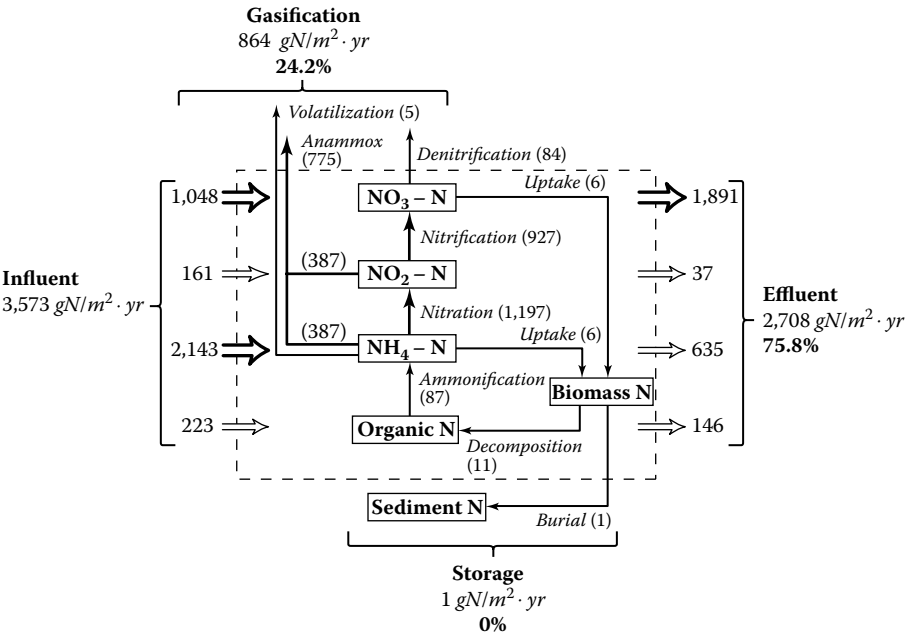 Gasification
864 gN/m² · yr
24.2%
Volatilization (5)
Anammox
(775)
Denitrification (84)
Uptake (6)
1,048
NO₃ – N
1,891
Nitrification (927)
Influent
3,573 gN/m² · yr
161
(387)
NO₂ – N
37
Effluent
2,708 gN/m² · yr
75.8%
Nitration (1,197)
(387)
Uptake (6)
2,143
NH₄ – N
635
Ammonification
(87)
Biomass N
223
Organic N
146
Decomposition
(11)
Sediment N
Burial (1)
Storage
1 gN/m² · yr
0%